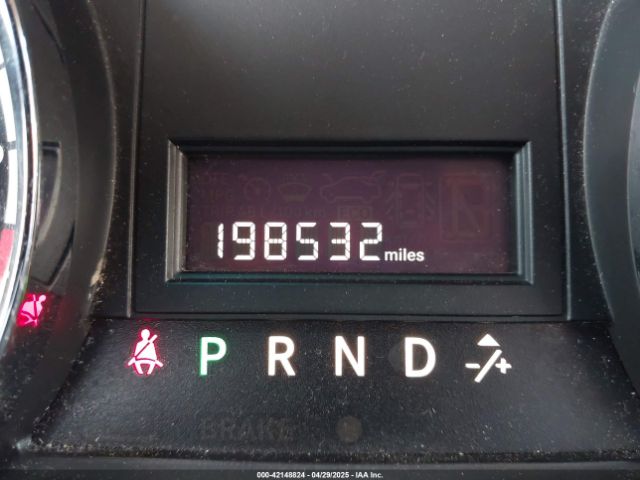 198532 miles
P R N D -/+
BRAKE
000-42148824 | 04/29/2025 - IAA Inc.